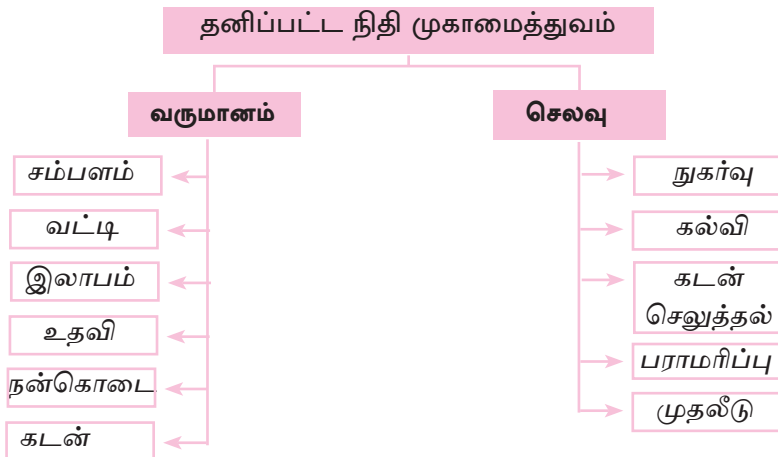 தனிப்பட்ட நிதி முகாமைத்துவம்
வருமானம்
சம்பளம்
வட்டி
இலாபம்
உதவி
நன்கொடை
கடன்
செலவு
நுகர்வு
கல்வி
கடன்
செலுத்தல்
பராமரிப்பு
முதலீடு